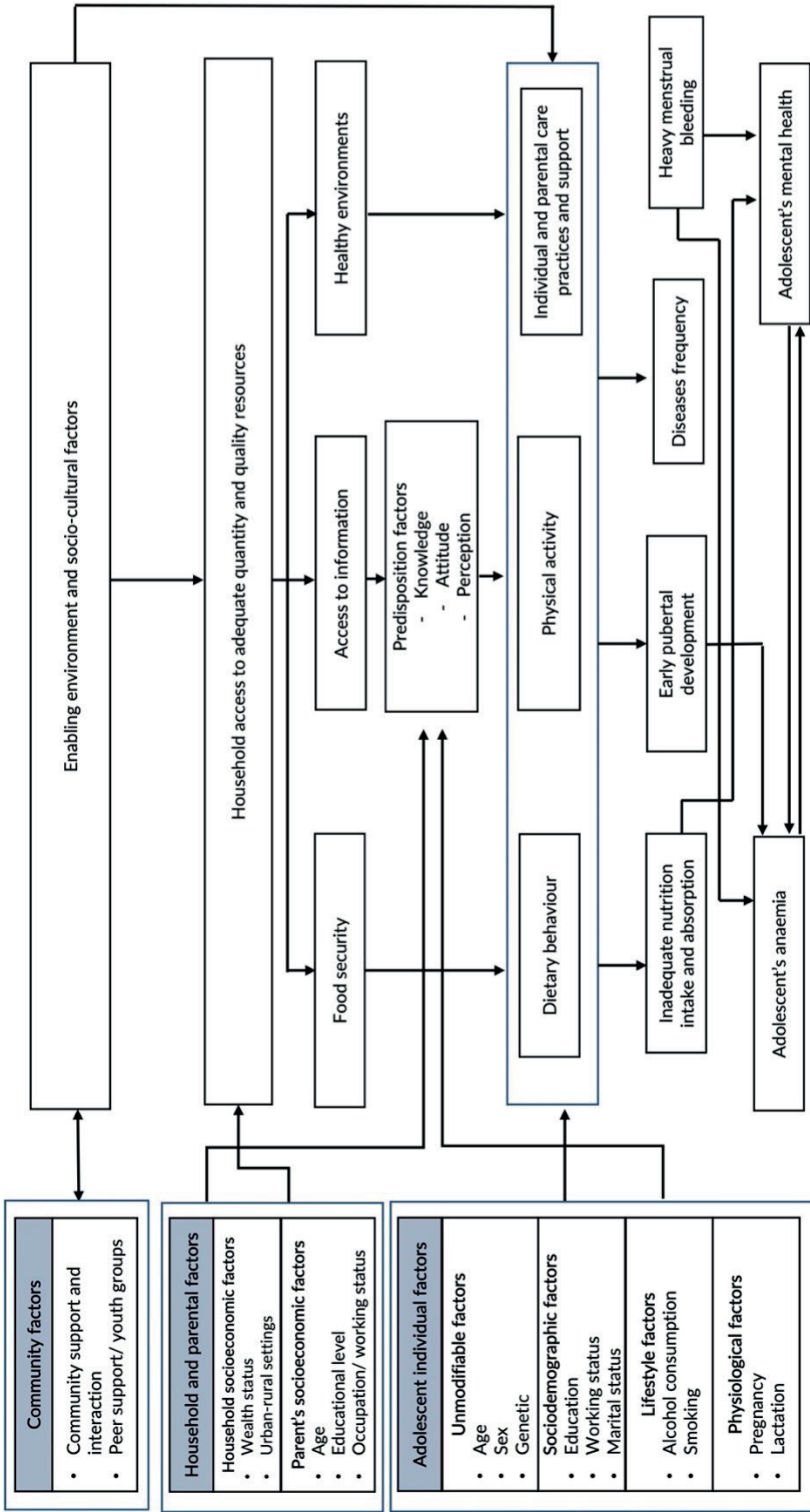 Community factors
• Community support and
interaction
• Peer support/ youth groups
Household and parental factors
Household socioeconomic factors
• Wealth status
• Urban-rural settings
Parent's socioeconomic factors
• Age
• Educational level
• Occupation/ working status
Adolescent individual factors
Unmodifiable factors
• Age
• Sex
• Genetic
Sociodemographic factors
• Education
• Working status
• Marital status
Lifestyle factors
• Alcohol consumption
• Smoking
Physiological factors
• Pregnancy
• Lactation
Enabling environment and socio-cultural factors
Household access to adequate quantity and quality resources
Food security
Access to information
Healthy environments
Predisposition factors
- Knowledge
- Attitude
- Perception
Dietary behaviour
Physical activity
Individual and parental care
practices and support
Inadequate nutrition
intake and absorption
Early pubertal
development
Diseases frequency
Heavy menstrual
bleeding
Adolescent's anaemia
Adolescent's mental health